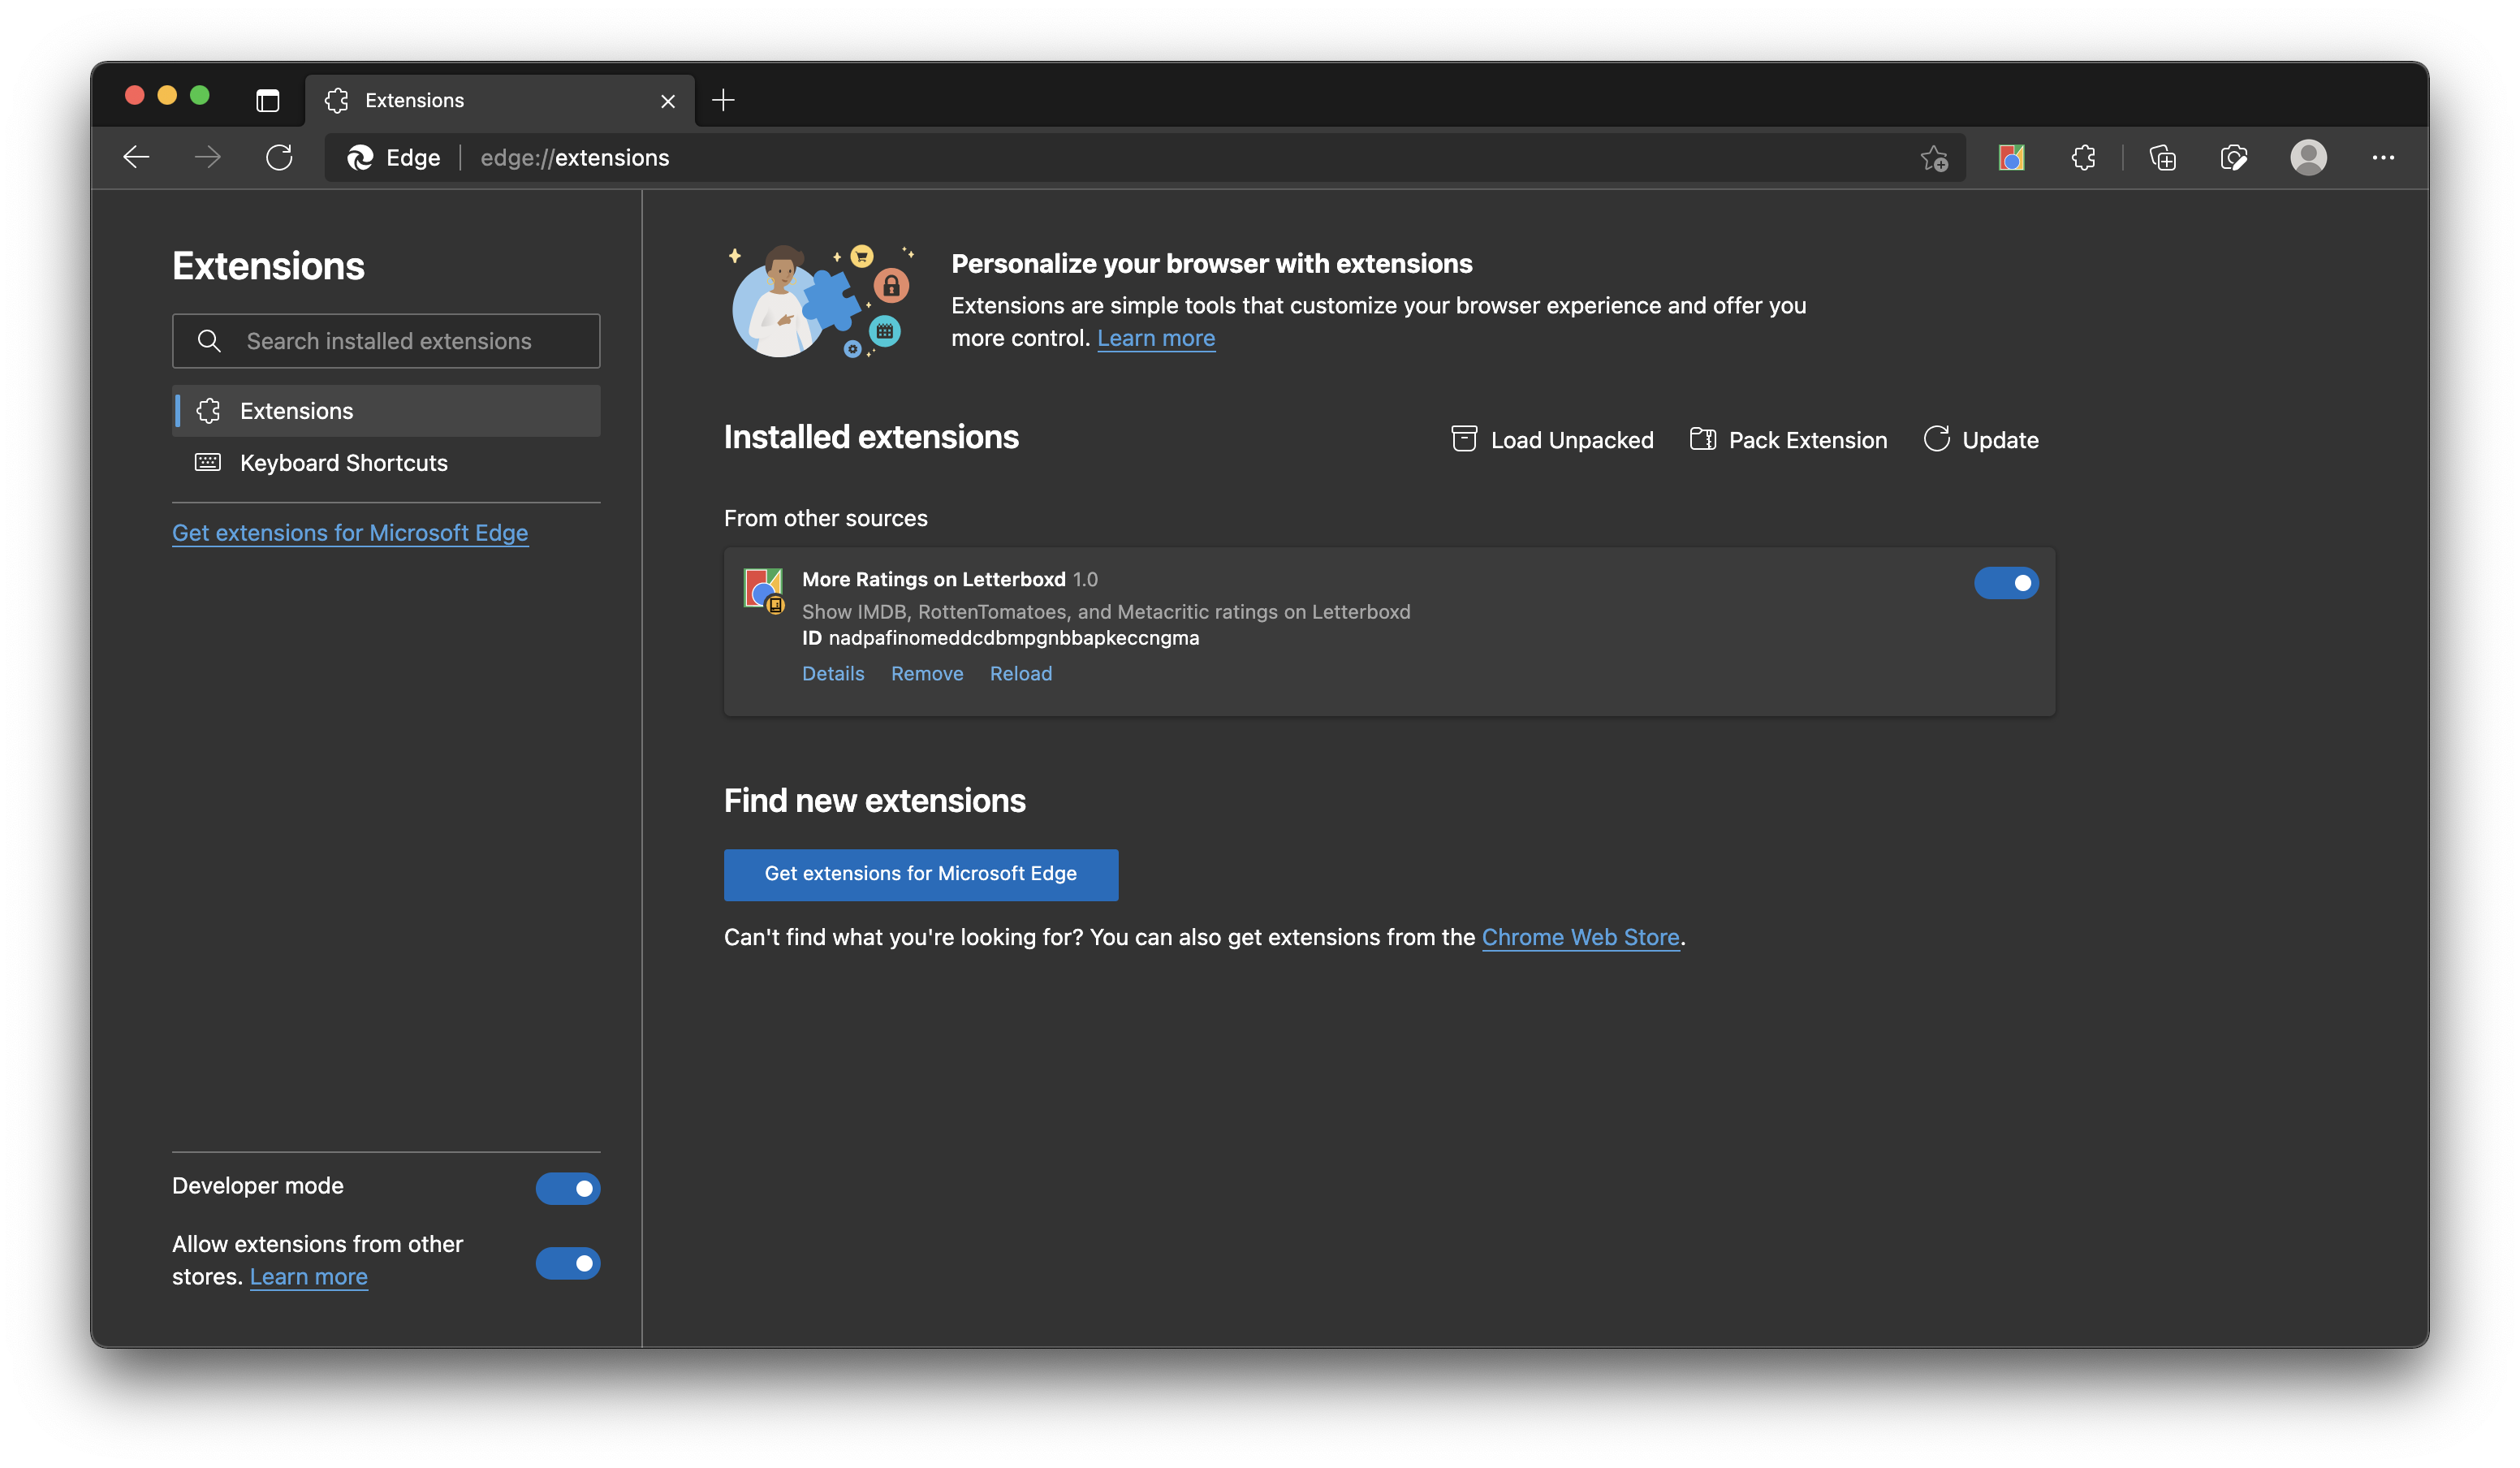 Extensions
Edge
edge://extensions
Extensions
Search installed extensions
Extensions
Keyboard Shortcuts
Get extensions for Microsoft Edge
Developer mode
Allow extensions from other
stores. Learn more
Personalize your browser with extensions
Extensions are simple tools that customize your browser experience and offer you
more control. Learn more
Installed extensions
Load Unpacked
Pack Extension
Update
From other sources
More Ratings on Letterboxd 1.0
Show IMDB, RottenTomatoes, and Metacritic ratings on Letterboxd
ID nadpafinomeddcdbmpgnbbapkeccngma
Details Remove Reload
Find new extensions
Get extensions for Microsoft Edge
Can't find what you're looking for? You can also get extensions from the Chrome Web Store.